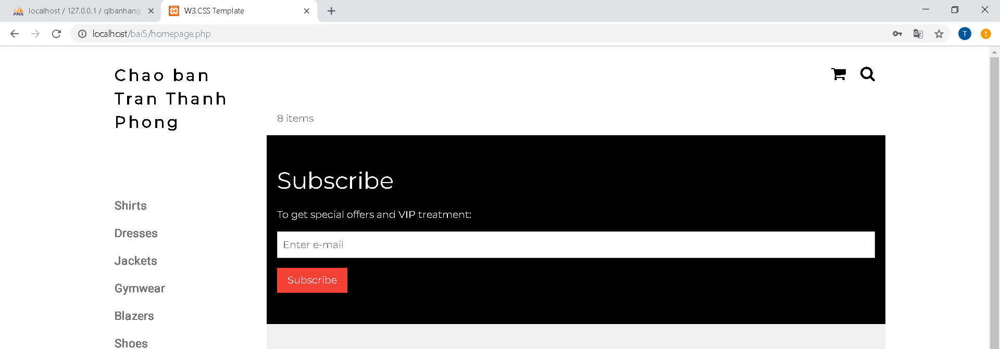 localhost / 127.0.0.1 / qlbanhang
W3.CSS Template
localhost/bai5/homepage.php
T
Chao ban
Tran Thanh
Phong
8 items
Subscribe
To get special offers and VIP treatment:
Enter e-mail
Subscribe
Shirts
Dresses
Jackets
Gymwear
Blazers
Shoes